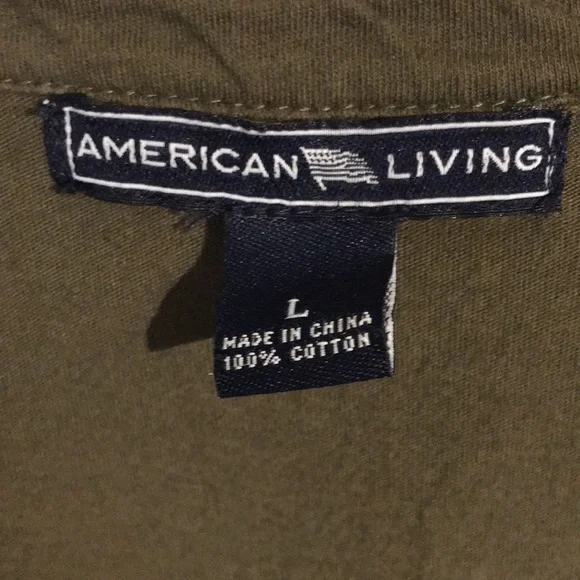 AMERICAN LIVING
L
MADE IN CHINA
100% COTTON